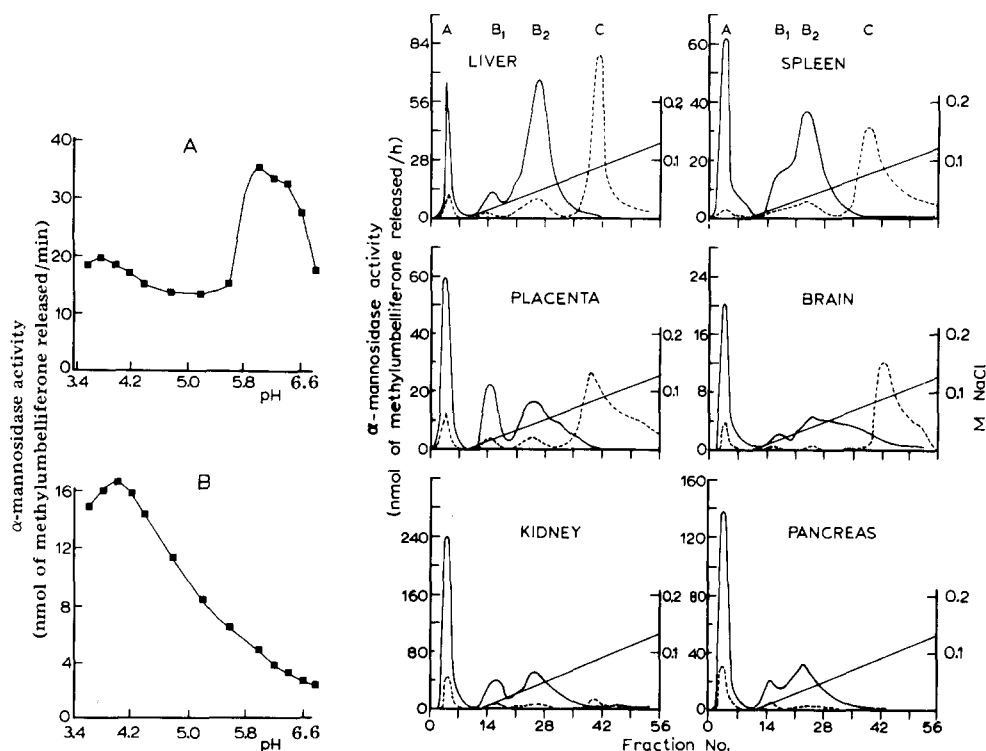 α-mannosidase activity
(nmol of methylumbelliferone released/min)
A
40
30
20
10
0
3.4 4.2 5.0 5.8 6.6
pH
B
16
12
8
4
0
3.4 4.2 5.0 5.8 6.6
pH
α-mannosidase activity
(nmol of methylumbelliferone released/h)
A B₁ B₂ C
LIVER
84
56
28
0
0.2
0.1
A B₁ B₂ C
SPLEEN
60
40
20
0
0.2
0.1
PLACENTA
60
40
20
0
0.2
0.1
BRAIN
28
20
12
4
0
0.2
0.1
KIDNEY
240
160
80
0
0.2
0.1
0 14 28 42 56
PANCREAS
160
120
80
40
0
0.2
0.1
0 14 28 42 56
Fraction No.
M NaCl